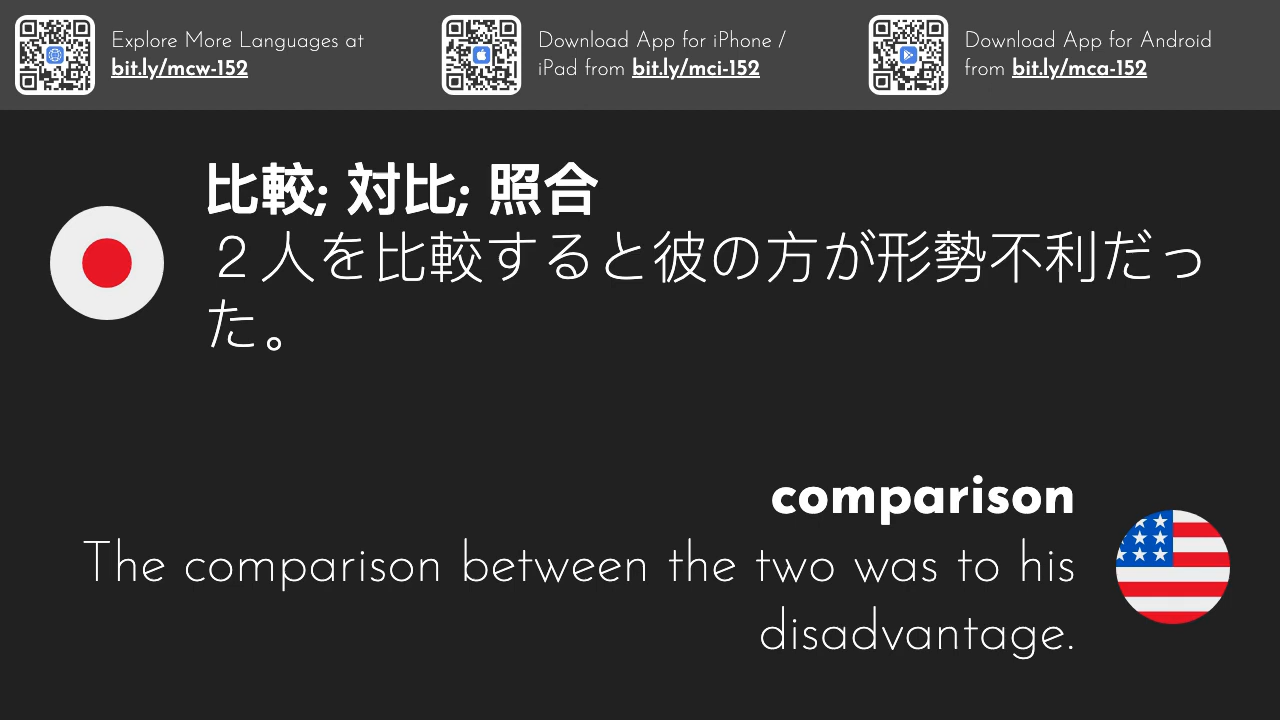 Explore More Languages at
bit.ly/mcw-152
Download App for iPhone /
iPad from bit.ly/mci-152
Download App for Android
from bit.ly/mca-152
比較; 対比; 照合
２人を比較すると彼の方が形勢不利だっ
た。
comparison
The comparison between the two was to his
disadvantage.